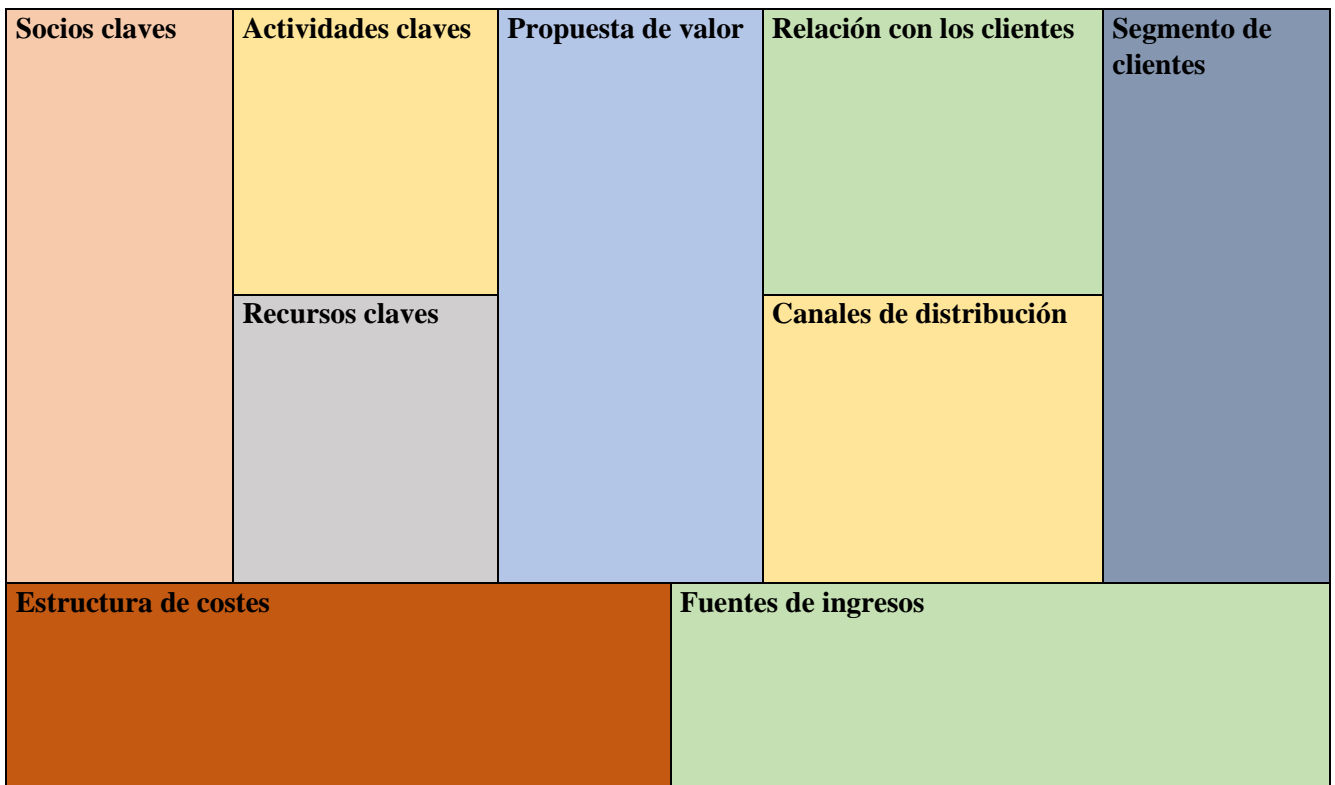 Socios claves
Actividades claves
Propuesta de valor
Relación con los clientes
Segmento de
clientes
Recursos claves
Canales de distribución
Estructura de costes
Fuentes de ingresos